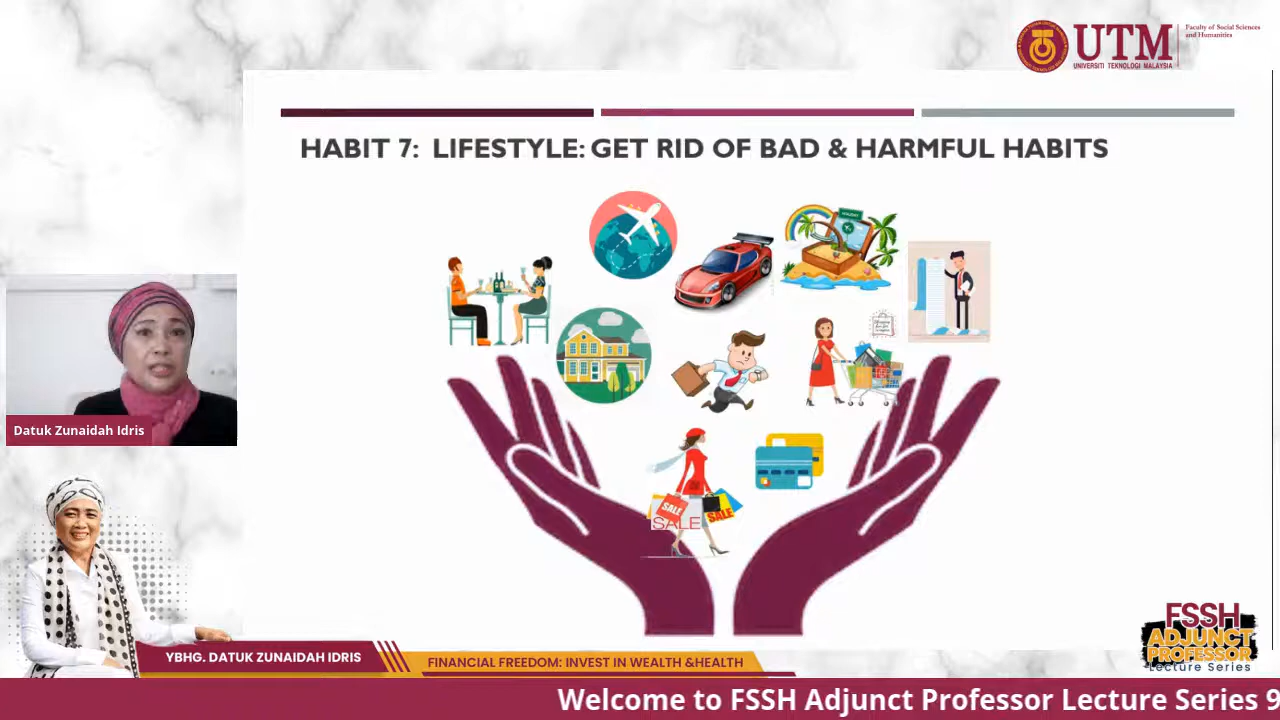 UTM
UNIVERSITI TEKNOLOGI MALAYSIA
Faculty of Social Sciences
and Humanities
HABIT 7: LIFESTYLE: GET RID OF BAD & HARMFUL HABITS
SALE
SALE
SALE
Datuk Zunaidah Idris
YBHG. DATUK ZUNAIDAH IDRIS
FINANCIAL FREEDOM: INVEST IN WEALTH &HEALTH
FSSH
ADJUNCT
PROFESSOR
Lecture Series
Welcome to FSSH Adjunct Professor Lecture Series 9